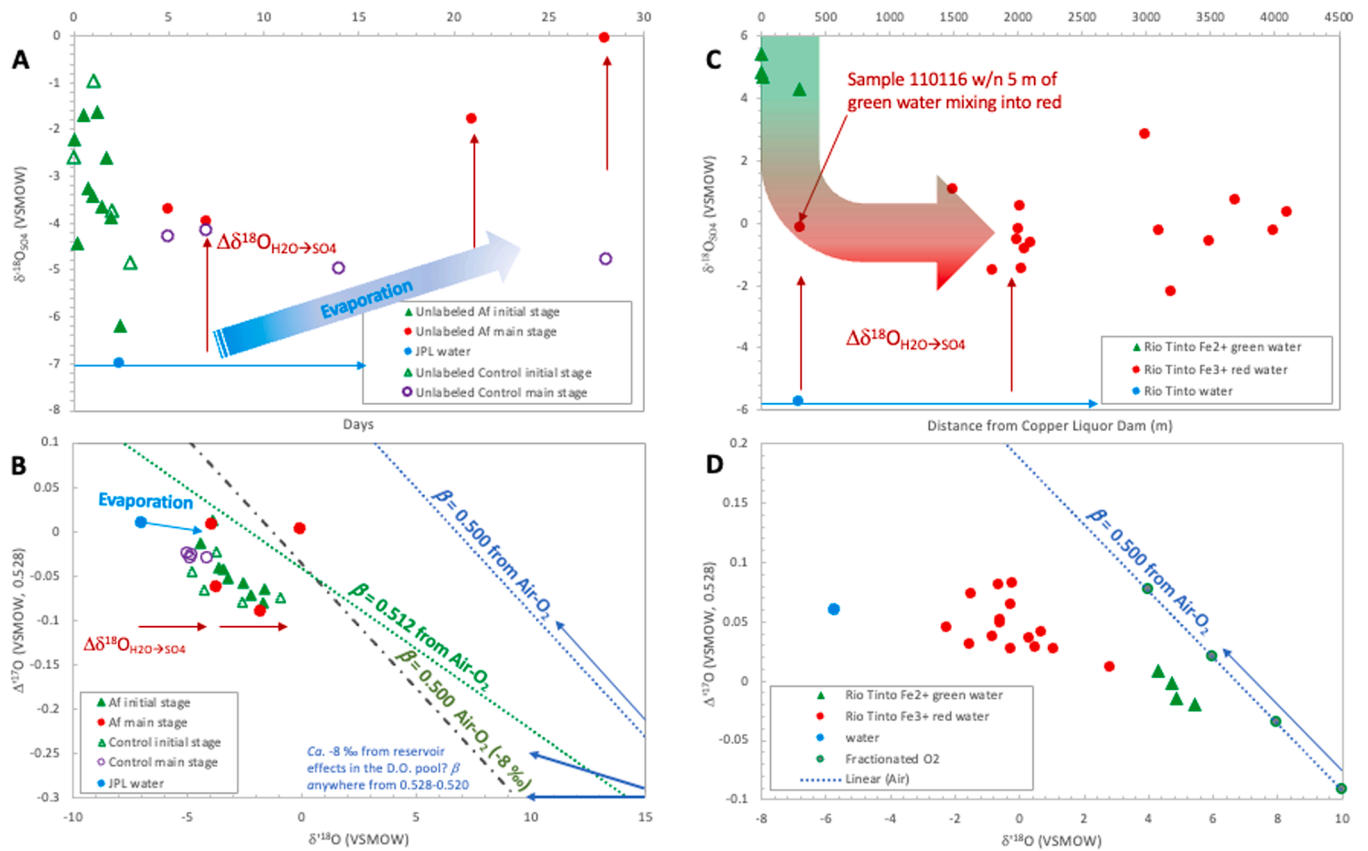 0 5 10 15 20 25 30
A
0
-1
-2
-3
-4
-5
-6
-7
-8
δ'18OSO4 (VSMOW)
Δδ18OH2O→SO4
Evaporation
Unlabeled Af initial stage
Unlabeled Af main stage
JPL water
Unlabeled Control initial stage
Unlabeled Control main stage
Days
0 500 1000 1500 2000 2500 3000 3500 4000 4500
C
6
4
2
0
-2
-4
-6
δ'18OSO4 (VSMOW)
Sample 110116 w/n 5 m of
green water mixing into red
Δδ18OH2O→SO4
Rio Tinto Fe2+ green water
Rio Tinto Fe3+ red water
Rio Tinto water
Distance from Copper Liquor Dam (m)
B
0.1
0.05
0
-0.05
-0.1
-0.15
-0.2
-0.25
-0.3
Δ'17O (VSMOW, 0.528)
Evaporation
β = 0.500 from Air-O2
β = 0.512 from Air-O2
β = 0.500 Air-O2 (-8 ‰)
Δδ18OH2O→SO4
Af initial stage
Af main stage
Control initial stage
Control main stage
JPL water
Ca. -8 ‰ from reservoir
effects in the D.O. pool? β
anywhere from 0.528-0.520
-10 -5 0 5 10 15
δ'18O (VSMOW)
D
0.2
0.15
0.1
0.05
0
-0.05
-0.1
Δ'17O (VSMOW, 0.528)
β = 0.500 from Air-O2
Rio Tinto Fe2+ green water
Rio Tinto Fe3+ red water
water
Fractionated O2
Linear (Air)
-8 -6 -4 -2 0 2 4 6 8 10
δ'18O (VSMOW)